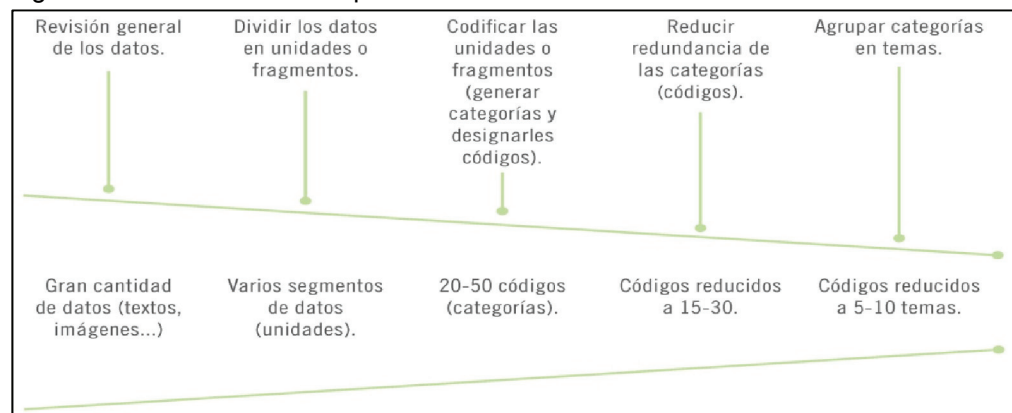 Revisión general
de los datos.
Dividir los datos
en unidades o
fragmentos.
Codificar las
unidades o
fragmentos
(generar
categorías y
designarles
códigos).
Reducir
redundancia de
las categorías
(códigos).
Agrupar categorías
en temas.
Gran cantidad
de datos (textos,
imágenes...)
Varios segmentos
de datos
(unidades).
20-50 códigos
(categorías).
Códigos reducidos
a 15-30.
Códigos reducidos
a 5-10 temas.